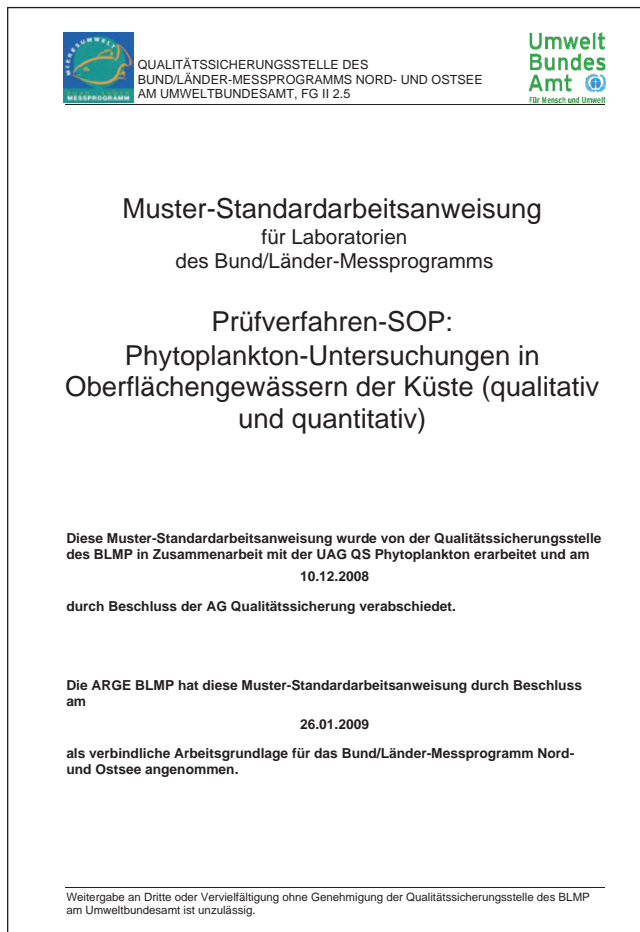 MEERESUMWELT
BUND LÄNDER
MESSPROGRAMM
QUALITÄTSSICHERUNGSSTELLE DES
BUND/LÄNDER-MESSPROGRAMMS NORD- UND OSTSEE
AM UMWELTBUNDESAMT, FG II 2.5
Umwelt
Bundes
Amt
Für Mensch und Umwelt
Muster-Standardarbeitsanweisung
für Laboratorien
des Bund/Länder-Messprogramms
Prüfverfahren-SOP:
Phytoplankton-Untersuchungen in
Oberflächengewässern der Küste (qualitativ
und quantitativ)
Diese Muster-Standardarbeitsanweisung wurde von der Qualitätssicherungsstelle
des BLMP in Zusammenarbeit mit der UAG QS Phytoplankton erarbeitet und am
10.12.2008
durch Beschluss der AG Qualitätssicherung verabschiedet.
Die ARGE BLMP hat diese Muster-Standardarbeitsanweisung durch Beschluss
am
26.01.2009
als verbindliche Arbeitsgrundlage für das Bund/Länder-Messprogramm Nord-
und Ostsee angenommen.
Weitergabe an Dritte oder Vervielfältigung ohne Genehmigung der Qualitätssicherungsstelle des BLMP
am Umweltbundesamt ist unzulässig.